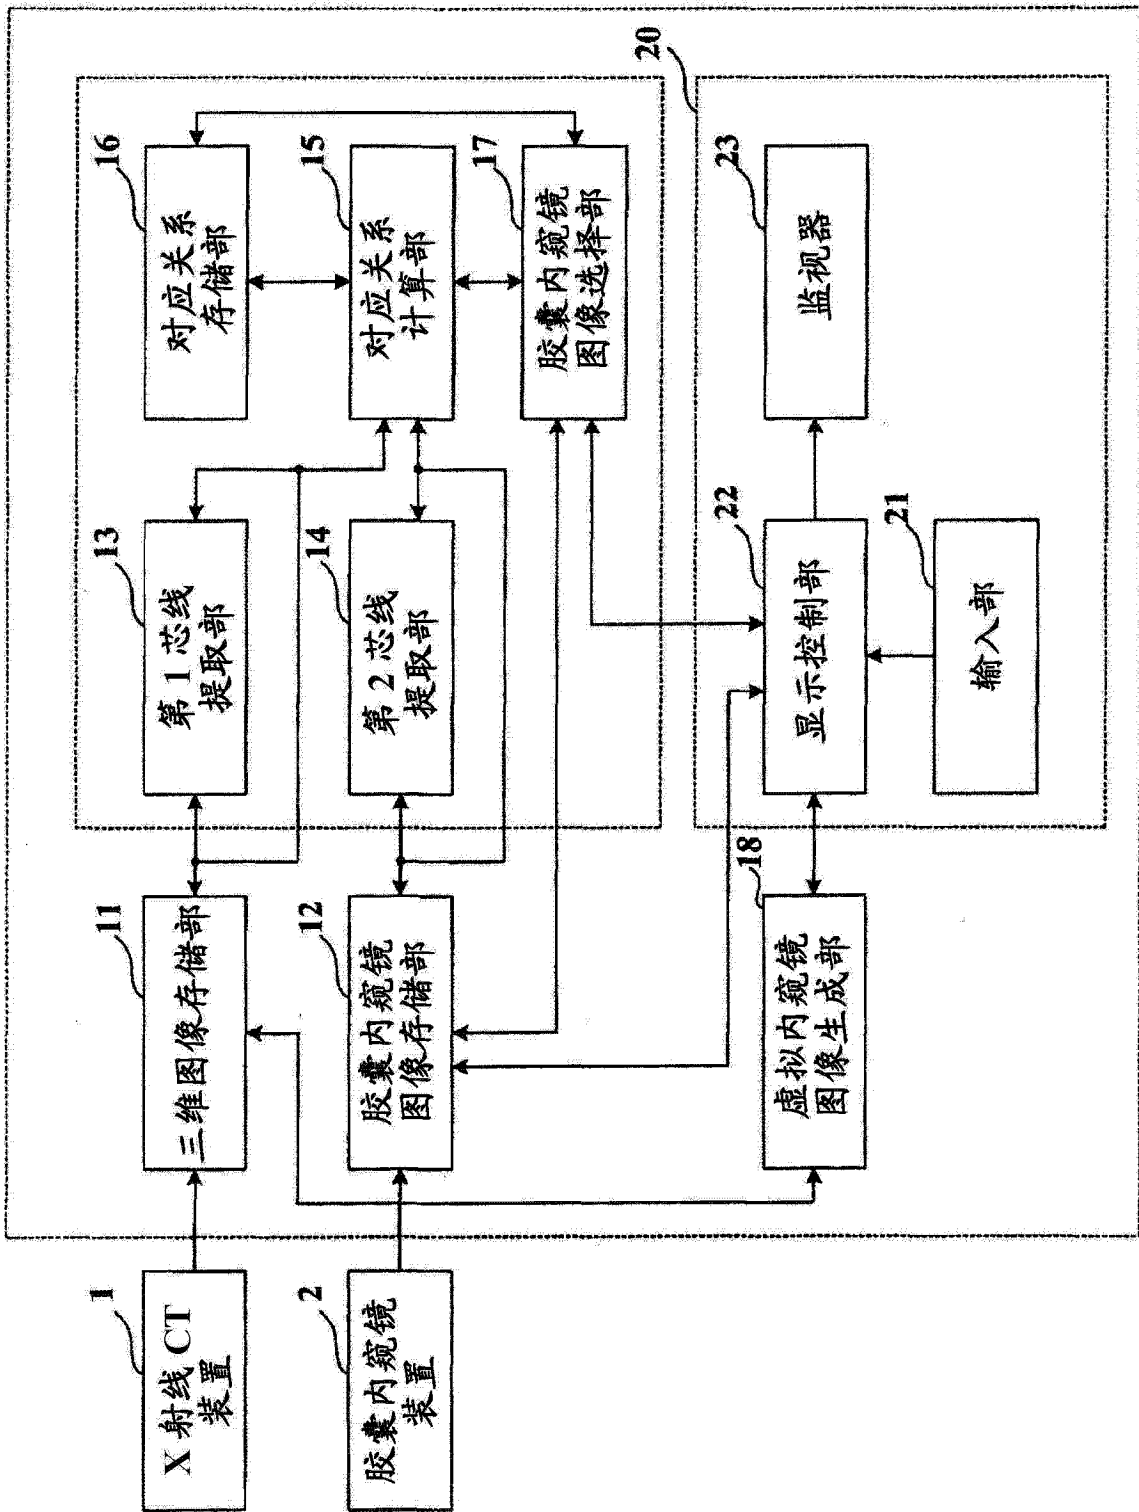 1
X射线CT
装置
11
三维图像存储部
13
第1芯线
提取部
16
对应关系
存储部
2
胶囊内窥镜
装置
12
胶囊内窥镜
图像存储部
14
第2芯线
提取部
15
对应关系
计算部
17
胶囊内窥镜
图像选择部
20
18
虚拟内窥镜
图像生成部
22
显示控制部
23
监视器
21
输入部